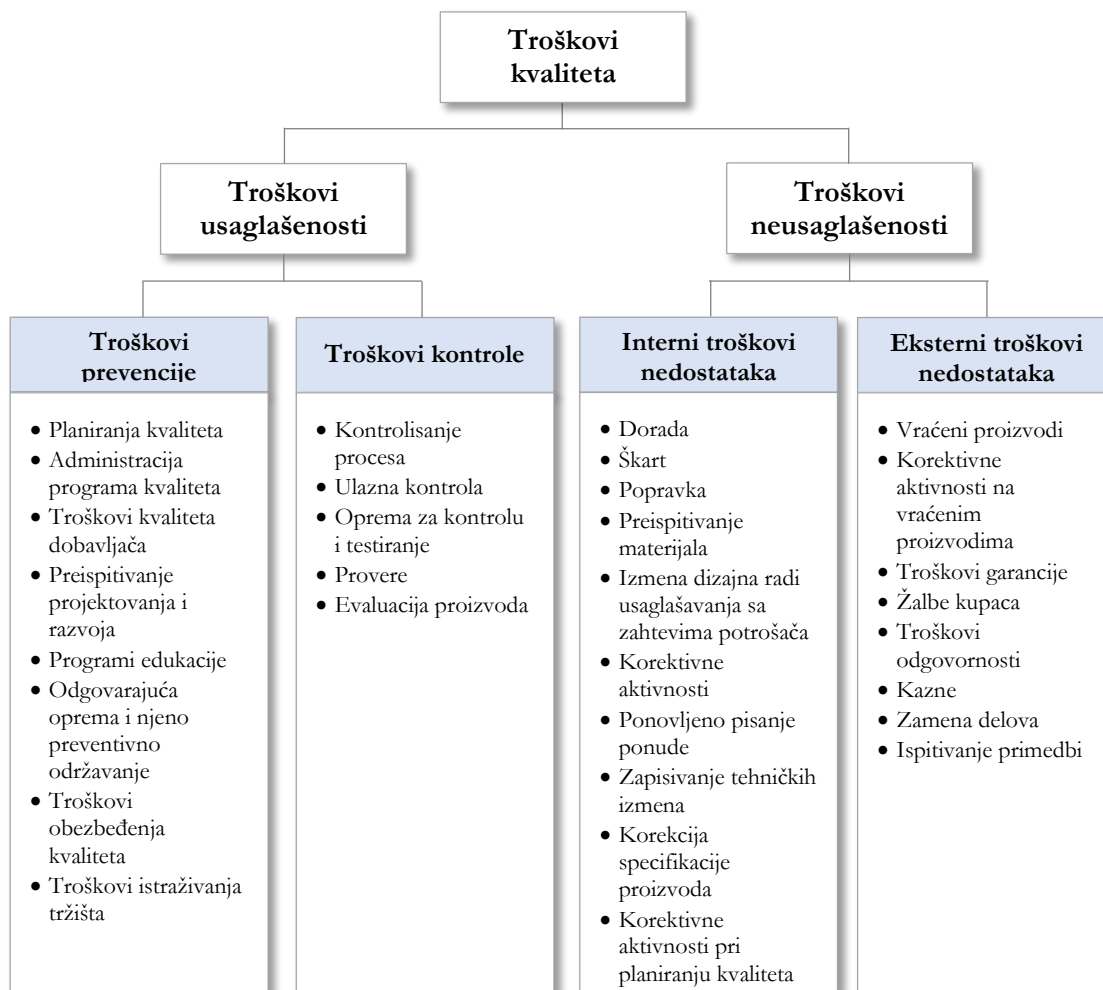 Troškovi
kvaliteta
Troškovi
usaglašenosti
Troškovi
neusaglašenosti
Troškovi
prevencije
• Planiranja kvaliteta
• Administracija
programa kvaliteta
• Troškovi kvaliteta
dobavljača
• Preispitivanje
projektovanja i
razvoja
• Programi edukacije
• Odgovarajuća
oprema i njeno
preventivno
održavanje
• Troškovi
obezbeđenja
kvaliteta
• Troškovi istraživanja
tržišta
Troškovi kontrole
• Kontrolisanje
procesa
• Ulazna kontrola
• Oprema za kontrolu
i testiranje
• Provere
• Evaluacija proizvoda
Interni troškovi
nedostataka
• Dorada
• Škart
• Popravka
• Preispitivanje
materijala
• Izmena dizajna radi
usaglašavanja sa
zahtevima potrošača
• Korektivne
aktivnosti
• Ponovljeno pisanje
ponude
• Zapisivanje tehničkih
izmena
• Korekcija
specifikacije
proizvoda
• Korektivne
aktivnosti pri
planiranju kvaliteta
Eksterni troškovi
nedostataka
• Vraćeni proizvodi
• Korektivne
aktivnosti na
vraćenim
proizvodima
• Troškovi garancije
• Žalbe kupaca
• Troškovi
odgovornosti
• Kazne
• Zamena delova
• Ispitivanje primedbi